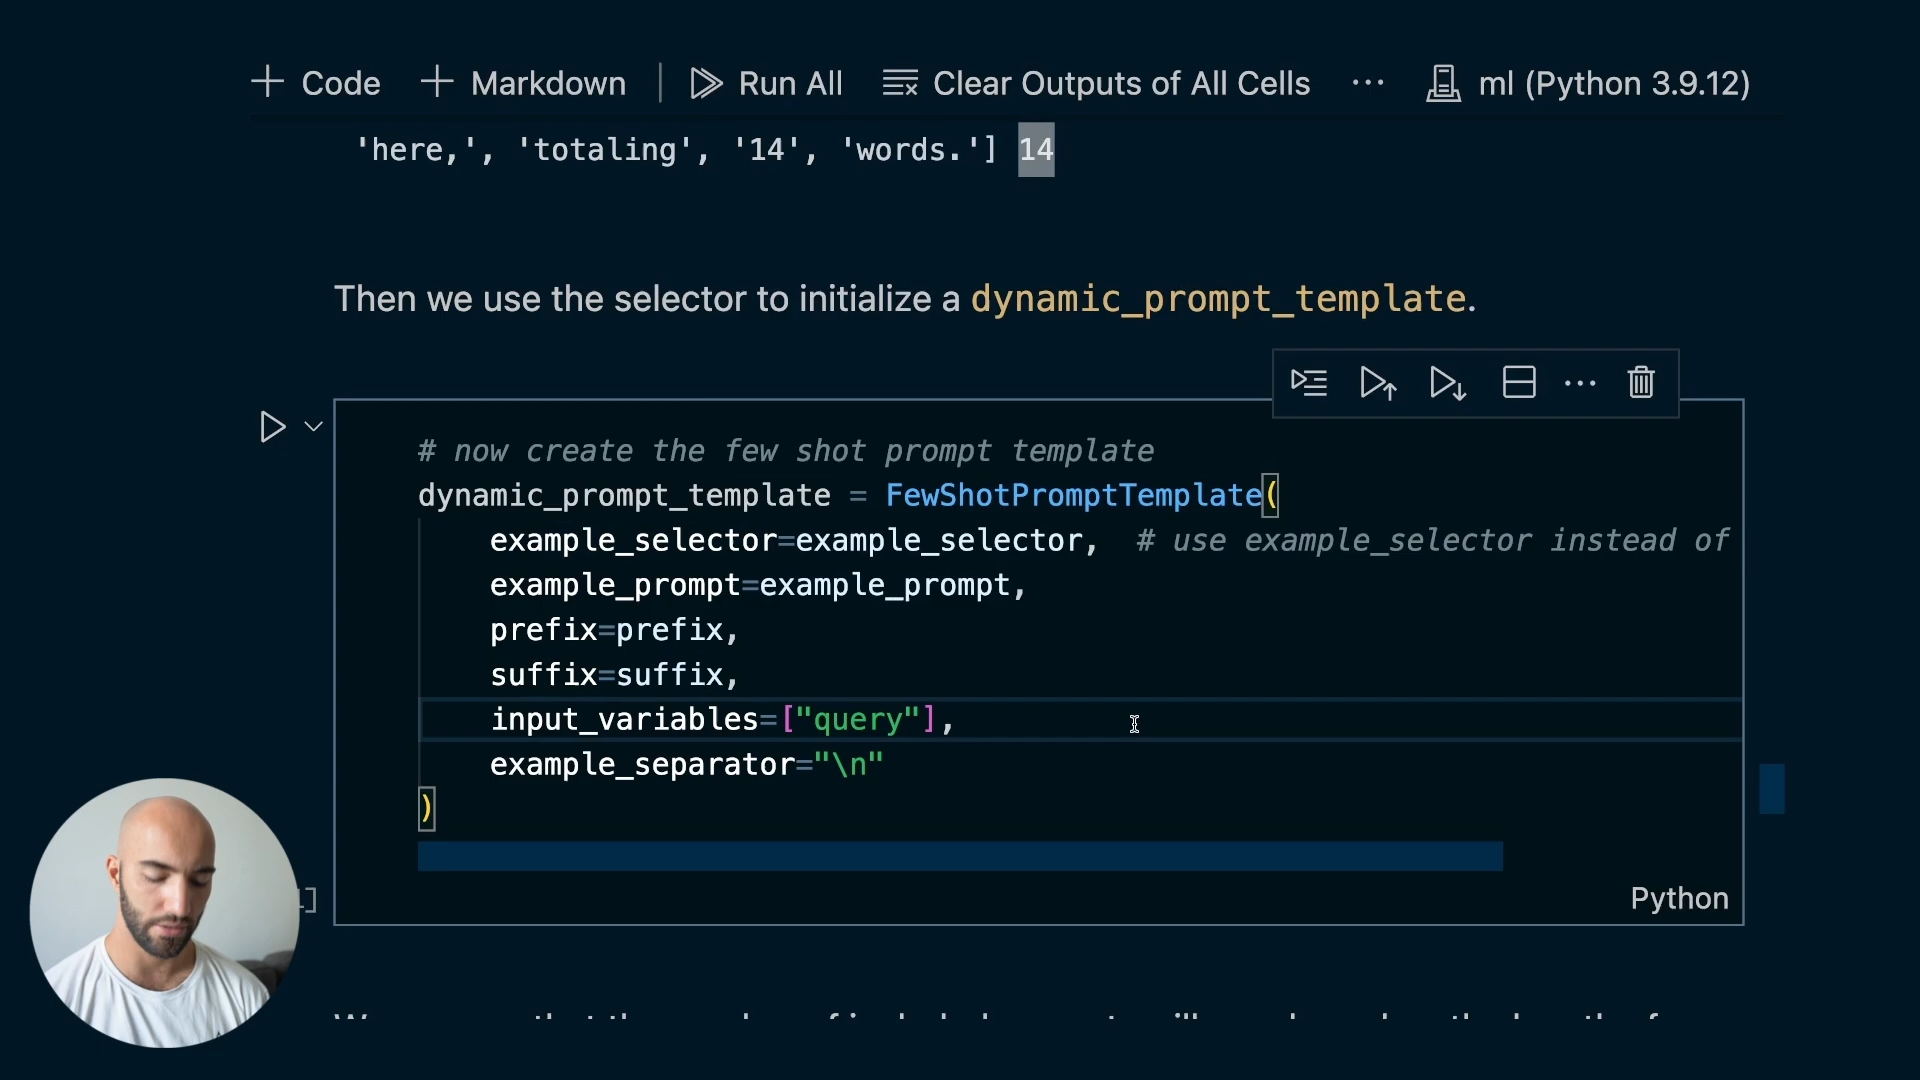 Code Markdown Run All Clear Outputs of All Cells ... ml (Python 3.9.12)
'here,', 'totaling', '14', 'words.'] 14
Then we use the selector to initialize a dynamic_prompt_template.
# now create the few shot prompt template
dynamic_prompt_template = FewShotPromptTemplate(
example_selector=example_selector,  # use example_selector instead of
example_prompt=example_prompt,
prefix=prefix,
suffix=suffix,
input_variables=["query"],
example_separator="\n"
)
]
Python